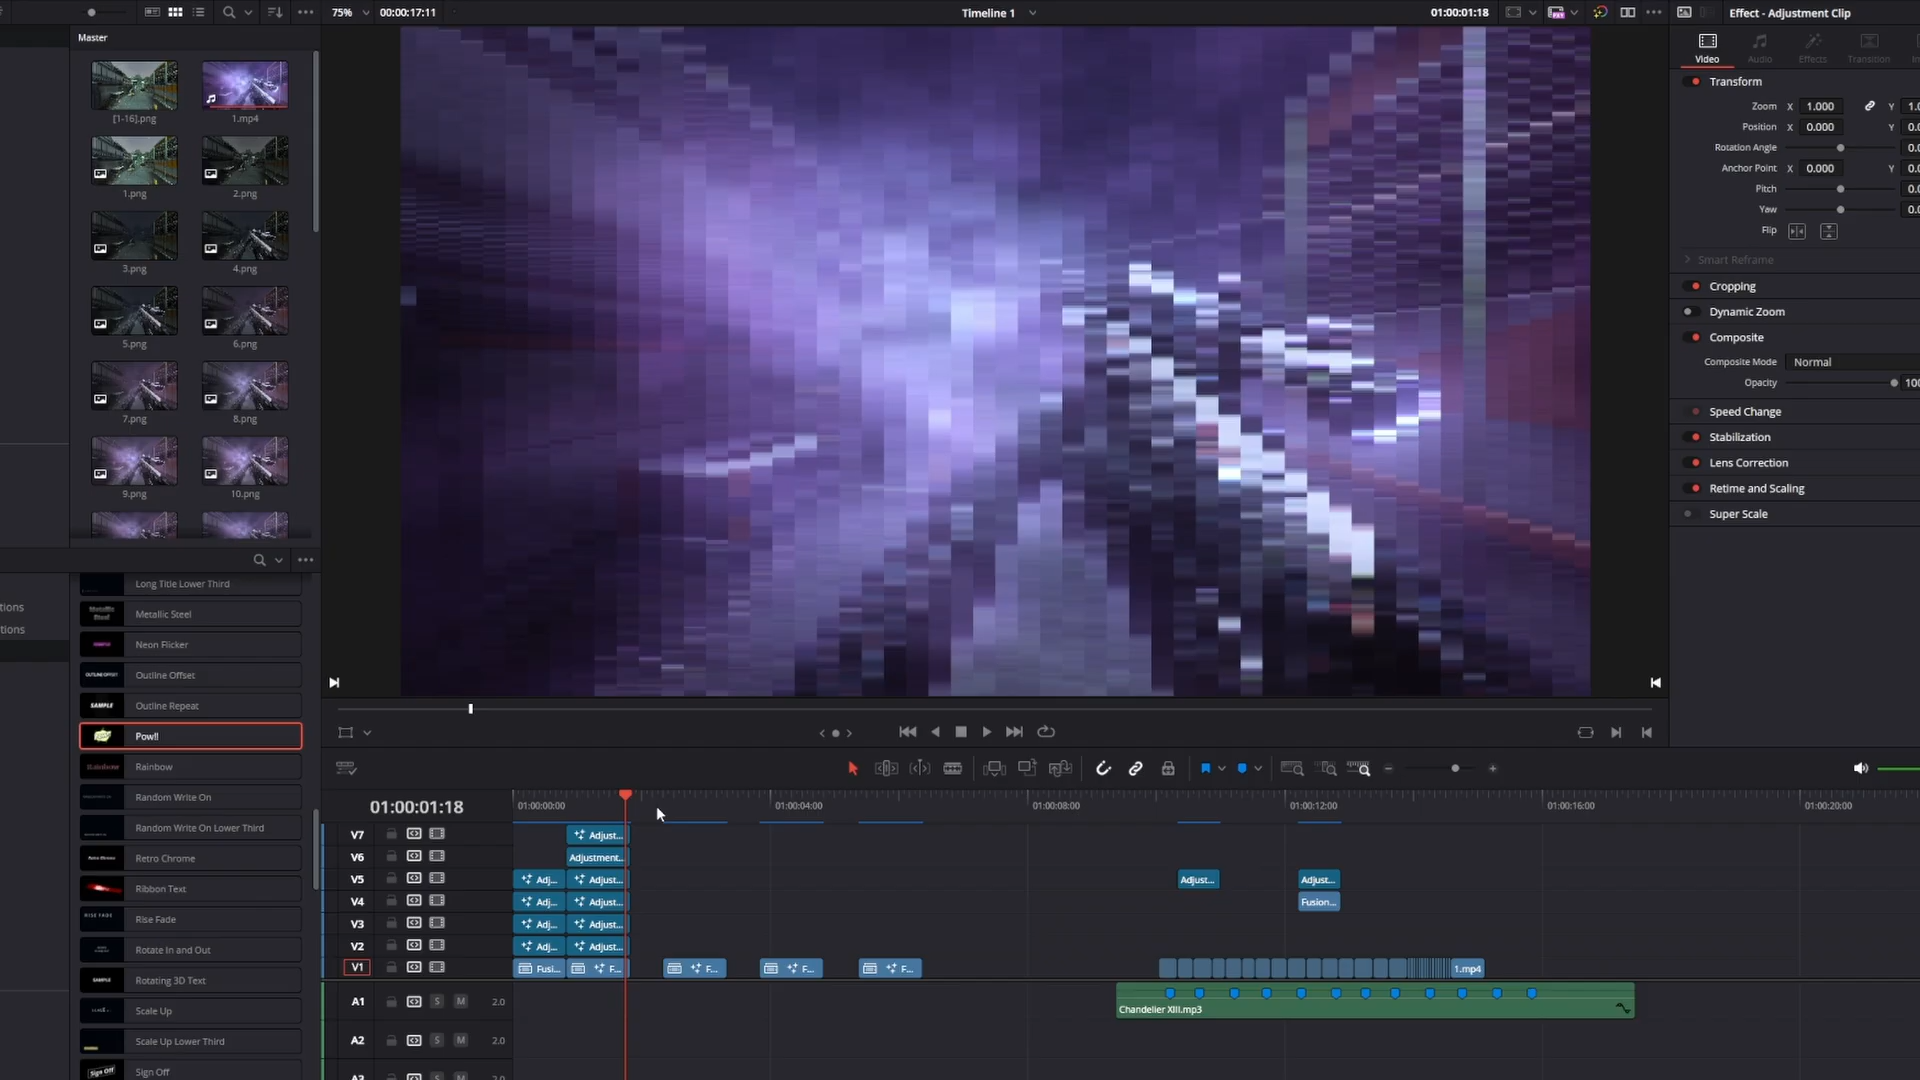 75%
00:00:17:11
Timeline 1
01:00:01:18
Effect - Adjustment Clip
Master
[1-16].png
1.mp4
1.png
2.png
3.png
4.png
5.png
6.png
7.png
8.png
9.png
10.png
Video
Audio
Effects
Transition
Transform
Zoom X 1.000 Y 1.0
Position X 0.000 Y 0.0
Rotation Angle 0.0
Anchor Point X 0.000 Y 0.0
Pitch 0.0
Yaw 0.0
Flip
Smart Reframe
Cropping
Dynamic Zoom
Composite
Composite Mode Normal
Opacity 100
Speed Change
Stabilization
Lens Correction
Retime and Scaling
Super Scale
tions
tions
Long Title Lower Third
Metallic Steel
Neon Flicker
Outline Offset
SAMPLE Outline Repeat
Pow!!
Rainbow
Random Write On
Random Write On Lower Third
Retro Chrome
Ribbon Text
RISE FADE Rise Fade
Rotate In and Out
SAMPLE Rotating 3D Text
Scale Up
Scale Up Lower Third
Sign Off Sign Off
01:00:01:18
01:00:00:00
01:00:04:00
01:00:08:00
01:00:12:00
01:00:16:00
01:00:20:00
V7 Adjust...
V6 Adjustment...
V5 Adj... Adjust... Adjust... Adjust...
V4 Adj... Adjust... Fusion...
V3 Adj... Adjust...
V2 Adj... Adjust...
V1 Fusi... F... F... F... F... 1.mp4
A1 S M 2.0
Chandelier XIII.mp3
A2 S M 2.0
A3